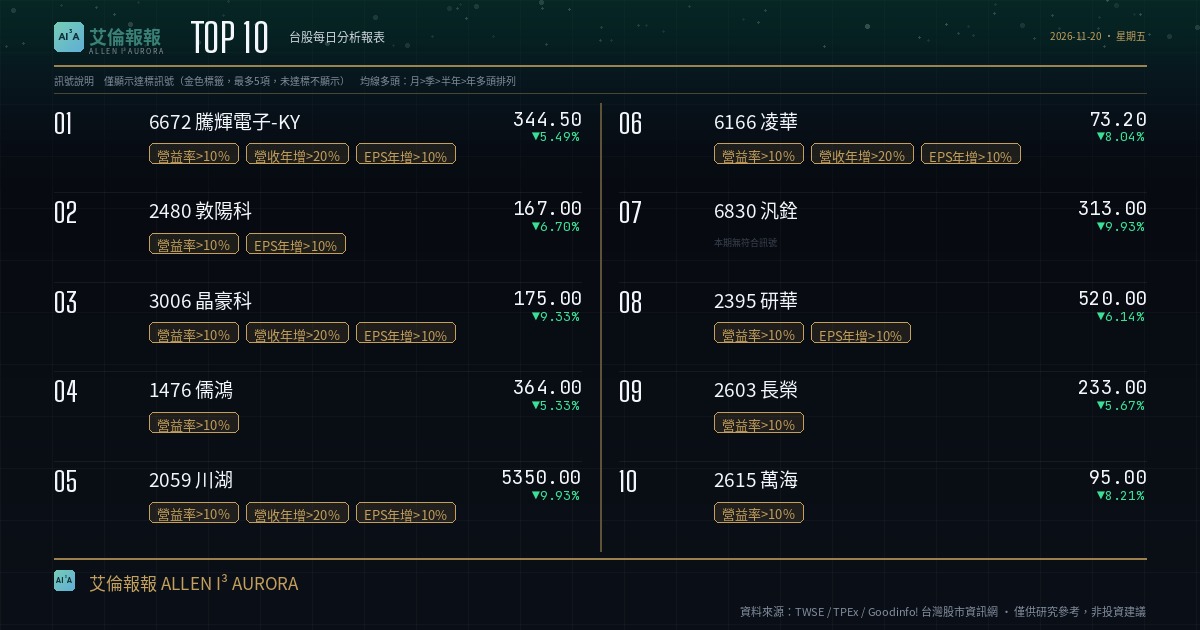 AI³A 艾倫報報 ALLEN I³AURORA
TOP 10 台股每日分析報表
2026-11-20 · 星期五
訊號說明 僅顯示達標訊號（金色標籤，最多5項，未達標不顯示） 均線多頭：月>季>半年>年多頭排列
01 6672 騰輝電子-KY 344.50
▼5.49%
營益率>10% 營收年增>20% EPS年增>10%
02 2480 敦陽科 167.00
▼6.70%
營益率>10% EPS年增>10%
03 3006 晶豪科 175.00
▼9.33%
營益率>10% 營收年增>20% EPS年增>10%
04 1476 儒鴻 364.00
▼5.33%
營益率>10%
05 2059 川湖 5350.00
▼9.93%
營益率>10% 營收年增>20% EPS年增>10%
06 6166 凌華 73.20
▼8.04%
營益率>10% 營收年增>20% EPS年增>10%
07 6830 汎銓 313.00
▼9.93%
本期無符合訊號
08 2395 研華 520.00
▼6.14%
營益率>10% EPS年增>10%
09 2603 長榮 233.00
▼5.67%
營益率>10%
10 2615 萬海 95.00
▼8.21%
營益率>10%
AI³A 艾倫報報 ALLEN I³ AURORA
資料來源：TWSE / TPEx / Goodinfo! 台灣股市資訊網 · 僅供研究參考，非投資建議